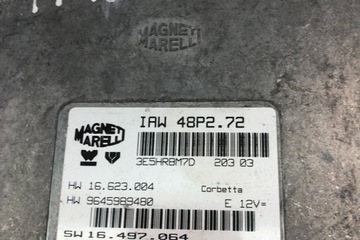 MAGNETI
MARELLI
MAGNETI
MARELLI
IAW 48P2.72
3E5HRBM7D 203 03
HW 16.623.004 Corbetta
HW 9645989480 E 12V=
SW 16.497.064